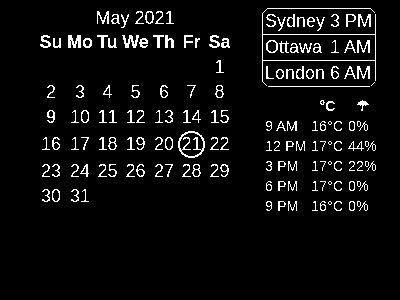 May 2021
Su Mo Tu We Th Fr Sa
1
2 3 4 5 6 7 8
9 10 11 12 13 14 15
16 17 18 19 20 21 22
23 24 25 26 27 28 29
30 31
Sydney 3 PM
Ottawa 1 AM
London 6 AM
°C ☂
9 AM 16°C 0%
12 PM 17°C 44%
3 PM 17°C 22%
6 PM 17°C 0%
9 PM 16°C 0%